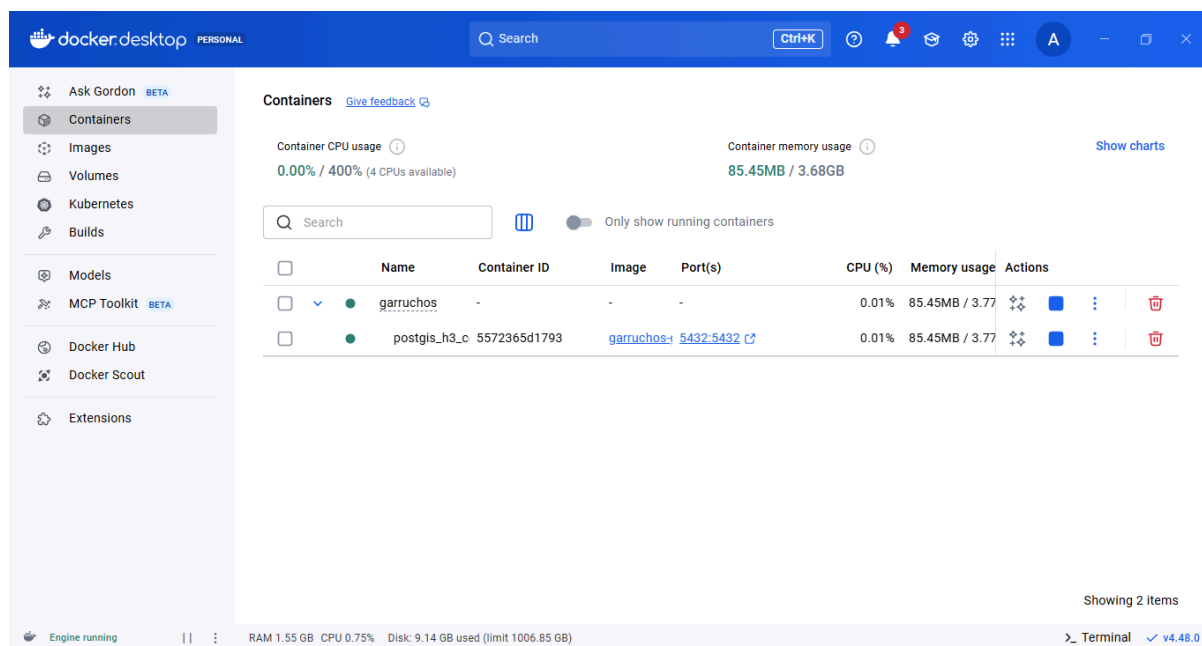 docker.desktop PERSONAL
Search
Ctrl+K
3
A
Ask Gordon BETA
Containers
Images
Volumes
Kubernetes
Builds
Models
MCP Toolkit BETA
Docker Hub
Docker Scout
Extensions
Containers Give feedback
Container CPU usage
0.00% / 400% (4 CPUs available)
Container memory usage
85.45MB / 3.68GB
Show charts
Search
Only show running containers
Name Container ID Image Port(s) CPU (%) Memory usage Actions
garruchos - - - 0.01% 85.45MB / 3.77
postgis_h3_c 5572365d1793 garruchos- 5432:5432 0.01% 85.45MB / 3.77
Showing 2 items
Engine running
RAM 1.55 GB CPU 0.75% Disk: 9.14 GB used (limit 1006.85 GB)
Terminal
v4.48.0